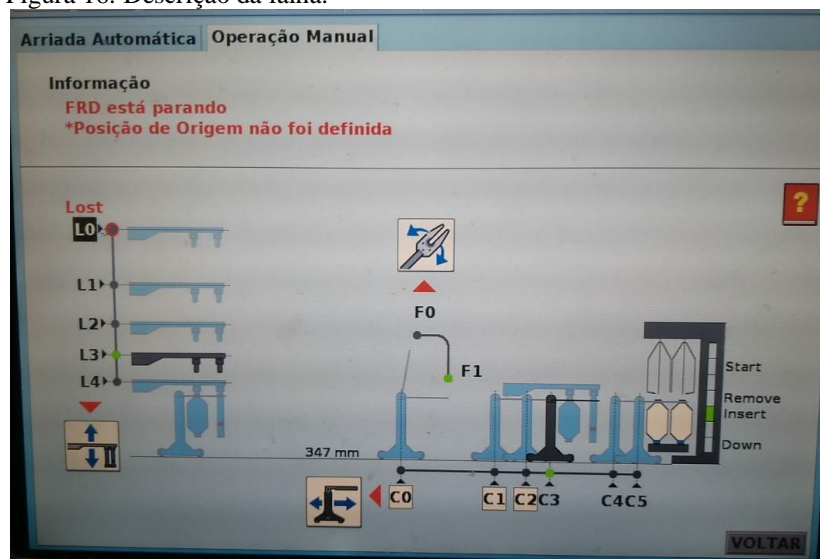 Figura 18: Descrição da falha.
Arriada Automática
Operação Manual
Informação
FRD está parando
*Posição de Origem não foi definida
?
Lost
L0
L1
L2
L3
L4
F0
F1
Start
Remove
Insert
Down
347 mm
C0
C1
C2
C3
C4
C5
VOLTAR